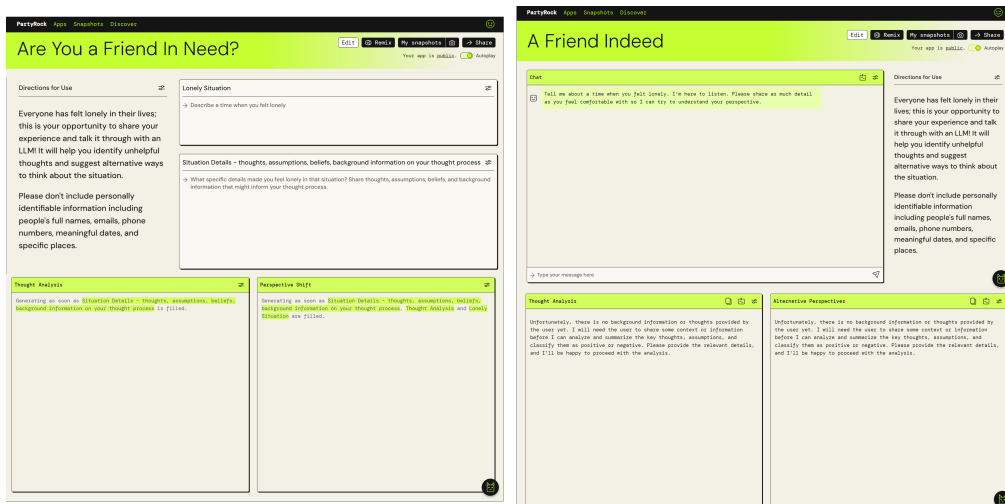 PartyRock Apps Snapshots Discover
Are You a Friend In Need?
Edit Remix My snapshots Share
Your app is public. Autoplay
Directions for Use
Everyone has felt lonely in their lives;
this is your opportunity to share your
experience and talk it through with an
LLM! It will help you identify unhelpful
thoughts and suggest alternative ways
to think about the situation.
Please don't include personally
identifiable information including
people's full names, emails, phone
numbers, meaningful dates, and
specific places.
Lonely Situation
Describe a time when you felt lonely
Situation Details - thoughts, assumptions, beliefs, background information on your thought process
What specific details made you feel lonely in that situation? Share thoughts, assumptions, beliefs, and background
information that might inform your thought process.
Thought Analysis
Generating as soon as Situation Details - thoughts, assumptions, beliefs,
background information on your thought process is filled.
Perspective Shift
Generating as soon as Situation Details - thoughts, assumptions, beliefs,
background information on your thought process, Thought Analysis and Lonely
Situation are filled.
PartyRock Apps Snapshots Discover
A Friend Indeed
Edit Remix My snapshots Share
Your app is public. Autoplay
Chat
Tell me about a time when you felt lonely. I'm here to listen. Please share as much detail
as you feel comfortable with so I can try to understand your perspective.
Type your message here
Directions for Use
Everyone has felt lonely in their
lives; this is your opportunity to
share your experience and talk
it through with an LLM! It will
help you identify unhelpful
thoughts and suggest
alternative ways to think about
the situation.
Please don't include personally
identifiable information
including people's full names,
emails, phone numbers,
meaningful dates, and specific
places.
Thought Analysis
Unfortunately, there is no background information or thoughts provided by
the user yet. I will need the user to share some context or information
before I can analyze and summarize the key thoughts, assumptions, and
classify them as positive or negative. Please provide the relevant details,
and I'll be happy to proceed with the analysis.
Alternative Perspectives
Unfortunately, there is no background information or thoughts provided by
the user yet. I will need the user to share some context or information
before I can analyze and summarize the key thoughts, assumptions, and
classify them as positive or negative. Please provide the relevant details,
and I'll be happy to proceed with the analysis.